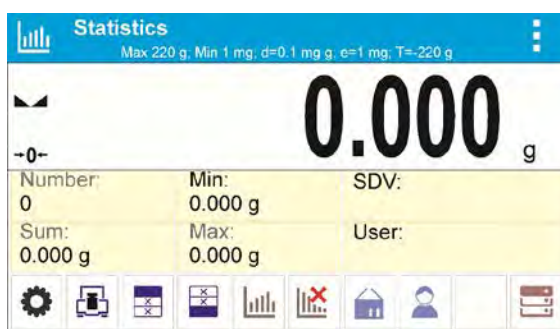 Statistics
Max 220 g; Min 1 mg; d=0.1 mg g; e=1 mg; T=-220 g
0.000 g
→0←
Number: Min: SDV:
0 0.000 g
Sum: Max: User:
0.000 g 0.000 g